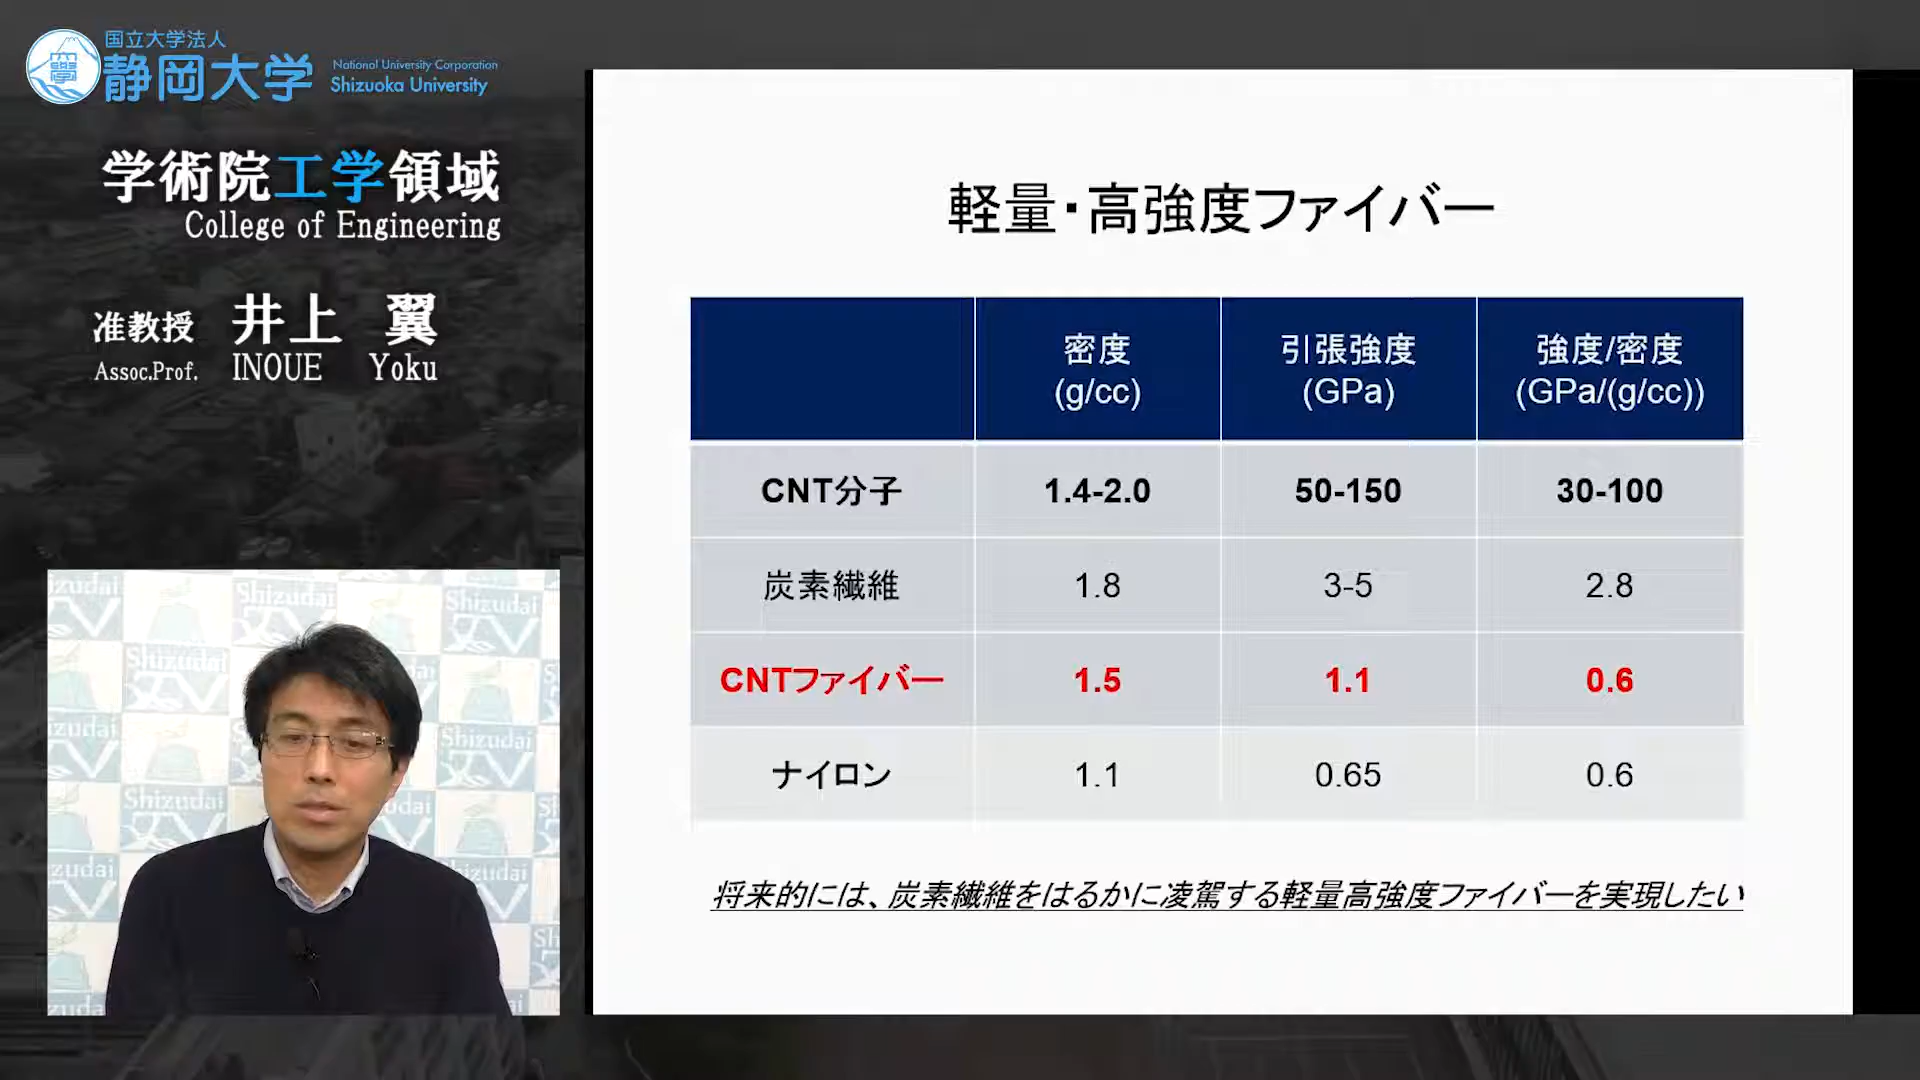 国立大学法人
静岡大学
National University Corporation
Shizuoka University
学術院工学領域
College of Engineering
准教授 井上 翼
Assoc.Prof. INOUE Yoku
軽量・高強度ファイバー
密度 引張強度 強度/密度
(g/cc) (GPa) (GPa/(g/cc))
CNT分子 1.4-2.0 50-150 30-100
炭素繊維 1.8 3-5 2.8
CNTファイバー 1.5 1.1 0.6
ナイロン 1.1 0.65 0.6
将来的には、炭素繊維をはるかに凌駕する軽量高強度ファイバーを実現したい
Shizudai
TV